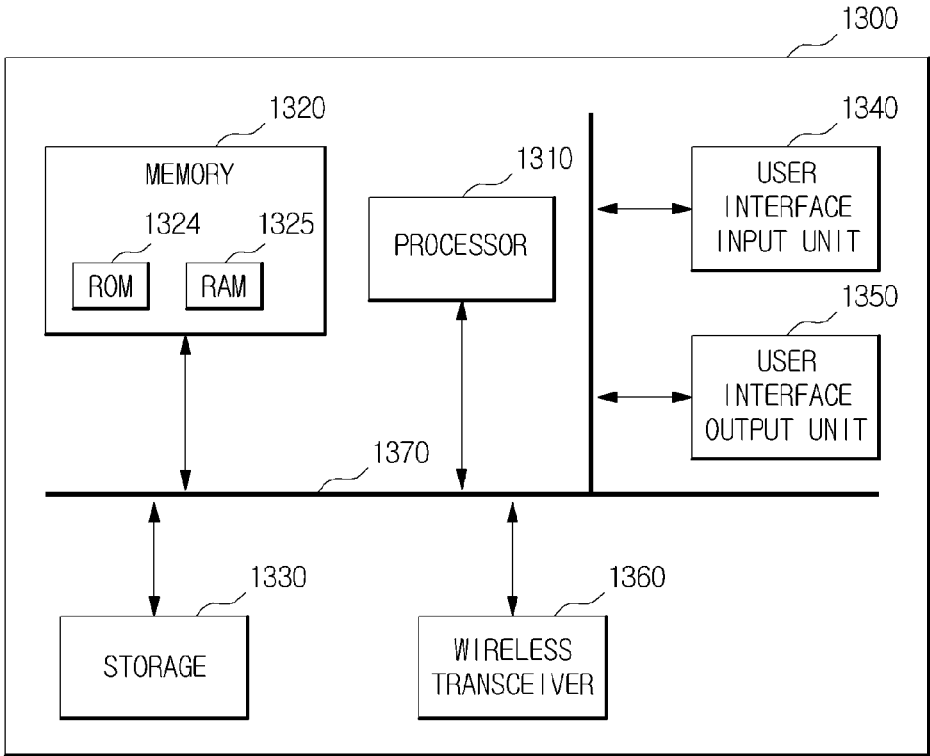 1300
1320
MEMORY
1324
ROM
1325
RAM
1310
PROCESSOR
1340
USER
INTERFACE
INPUT UNIT
1350
USER
INTERFACE
OUTPUT UNIT
1370
1330
STORAGE
1360
WIRELESS
TRANSCEIVER